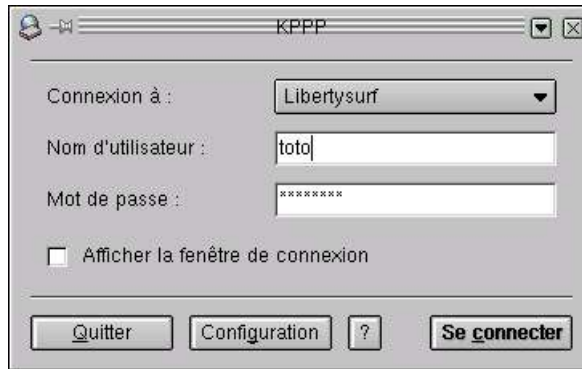 KPPP
Connexion à : Libertysurf
Nom d'utilisateur : toto
Mot de passe : ********
Afficher la fenêtre de connexion
Quitter Configuration ? Se connecter